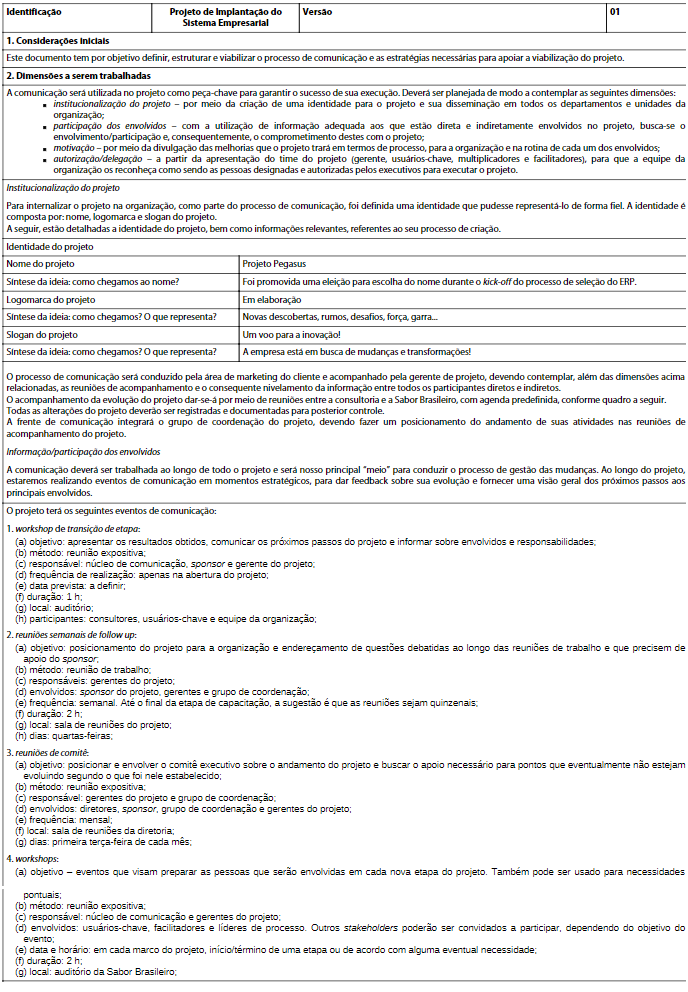 Identificação Projeto de Implantação do Sistema Empresarial Versão 01
1. Considerações iniciais
Este documento tem por objetivo definir, estruturar e viabilizar o processo de comunicação e as estratégias necessárias para apoiar a viabilização do projeto.
2. Dimensões a serem trabalhadas
A comunicação será utilizada no projeto como peça-chave para garantir o sucesso de sua execução. Deverá ser planejada de modo a contemplar as seguintes dimensões:
▪ institucionalização do projeto – por meio da criação de uma identidade para o projeto e sua disseminação em todos os departamentos e unidades da
organização;
▪ participação dos envolvidos – com a utilização de informação adequada aos que estão direta e indiretamente envolvidos no projeto, busca-se o
envolvimento/participação e, consequentemente, o comprometimento destes com o projeto;
▪ motivação – por meio da divulgação das melhorias que o projeto trará em termos de processo, para a organização e na rotina de cada um dos envolvidos;
▪ autorização/delegação – a partir da apresentação do time do projeto (gerente, usuários-chave, multiplicadores e facilitadores), para que a equipe da
organização os reconheça como sendo as pessoas designadas e autorizadas pelos executivos para executar o projeto.
Institucionalização do projeto
Para internalizar o projeto na organização, como parte do processo de comunicação, foi definida uma identidade que pudesse representá-lo de forma fiel. A identidade é
composta por: nome, logomarca e slogan do projeto.
A seguir, estão detalhadas a identidade do projeto, bem como informações relevantes, referentes ao seu processo de criação.
Identidade do projeto
Nome do projeto Projeto Pegasus
Síntese da ideia: como chegamos ao nome? Foi promovida uma eleição para escolha do nome durante o kick-off do processo de seleção do ERP.
Logomarca do projeto Em elaboração
Síntese da ideia: como chegamos? O que representa? Novas descobertas, rumos, desafios, força, garra...
Slogan do projeto Um voo para a inovação!
Síntese da ideia: como chegamos? O que representa? A empresa está em busca de mudanças e transformações!
O processo de comunicação será conduzido pela área de marketing do cliente e acompanhado pela gerente de projeto, devendo contemplar, além das dimensões acima
relacionadas, as reuniões de acompanhamento e o consequente nivelamento da informação entre todos os participantes diretos e indiretos.
O acompanhamento da evolução do projeto dar-se-á por meio de reuniões entre a consultoria e a Sabor Brasileiro, com agenda predefinida, conforme quadro a seguir.
Todas as alterações do projeto deverão ser registradas e documentadas para posterior controle.
A frente de comunicação integrará o grupo de coordenação do projeto, devendo fazer um posicionamento do andamento de suas atividades nas reuniões de
acompanhamento do projeto.
Informação/participação dos envolvidos
A comunicação deverá ser trabalhada ao longo de todo o projeto e será nosso principal "meio" para conduzir o processo de gestão das mudanças. Ao longo do projeto,
estaremos realizando eventos de comunicação em momentos estratégicos, para dar feedback sobre sua evolução e fornecer uma visão geral dos próximos passos aos
principais envolvidos.
O projeto terá os seguintes eventos de comunicação:
1. workshop de transição de etapa:
(a) objetivo: apresentar os resultados obtidos, comunicar os próximos passos do projeto e informar sobre envolvidos e responsabilidades;
(b) método: reunião expositiva;
(c) responsável: núcleo de comunicação, sponsor e gerente do projeto;
(d) frequência de realização: apenas na abertura do projeto;
(e) data prevista: a definir;
(f) duração: 1 h;
(g) local: auditório;
(h) participantes: consultores, usuários-chave e equipe da organização;
2. reuniões semanais de follow up:
(a) objetivo: posicionamento do projeto para a organização e endereçamento de questões debatidas ao longo das reuniões de trabalho e que precisem de
apoio do sponsor;
(b) método: reunião de trabalho;
(c) responsáveis: gerentes do projeto;
(d) envolvidos: sponsor do projeto, gerentes e grupo de coordenação;
(e) frequência: semanal. Até o final da etapa de capacitação, a sugestão é que as reuniões sejam quinzenais;
(f) duração: 2 h;
(g) local: sala de reuniões do projeto;
(h) dias: quartas-feiras;
3. reuniões de comitê:
(a) objetivo: posicionar e envolver o comitê executivo sobre o andamento do projeto e buscar o apoio necessário para pontos que eventualmente não estejam
evoluindo segundo o que foi nele estabelecido;
(b) método: reunião expositiva;
(c) responsável: gerentes do projeto e grupo de coordenação;
(d) envolvidos: diretores, sponsor, grupo de coordenação e gerentes do projeto;
(e) frequência: mensal;
(f) local: sala de reuniões da diretoria;
(g) dias: primeira terça-feira de cada mês;
4. workshops:
(a) objetivo – eventos que visam preparar as pessoas que serão envolvidas em cada nova etapa do projeto. Também pode ser usado para necessidades
pontuais;
(b) método: reunião expositiva;
(c) responsável: núcleo de comunicação e gerentes do projeto;
(d) envolvidos: usuários-chave, facilitadores e líderes de processo. Outros stakeholders poderão ser convidados a participar, dependendo do objetivo do
evento;
(e) data e horário: em cada marco do projeto, início/término de uma etapa ou de acordo com alguma eventual necessidade;
(f) duração: 2 h;
(g) local: auditório da Sabor Brasileiro;